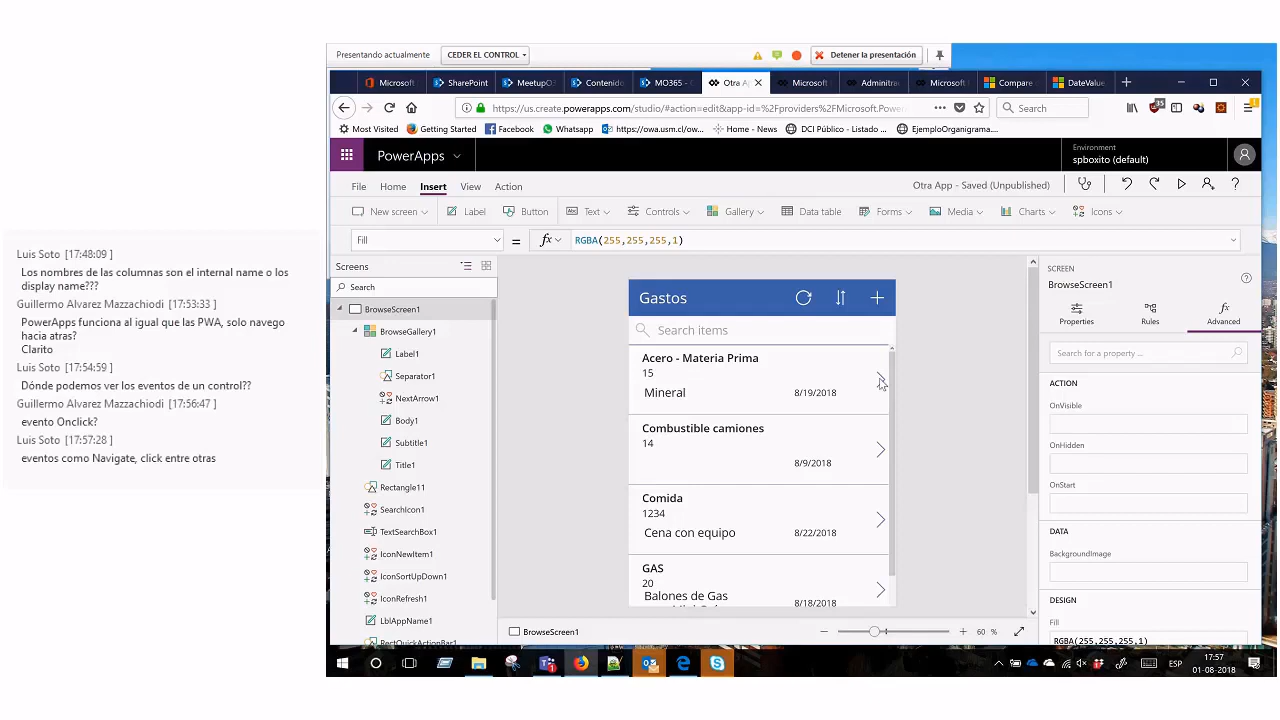 Luis Soto [17:48:09 ]
Los nombres de las columnas son el internal name o los
display name???
Guillermo Alvarez Mazzachiodi [17:53:33 ]
PowerApps funciona al igual que las PWA, solo navego
hacia atras?
Clarito
Luis Soto [17:54:59 ]
Dónde podemos ver los eventos de un control??
Guillermo Alvarez Mazzachiodi [17:56:47 ]
evento Onclick?
Luis Soto [17:57:28 ]
eventos como Navigate, click entre otras
Presentando actualmente CEDER EL CONTROL Detener la presentación
Microsoft SharePoint MeetupO3 Contenido MO365 - C Otra Ap Microsoft Adminitra Microsoft Compare DateValue
https://us.create.powerapps.com/studio/#action=edit&app-id=%2Fproviders%2FMicrosoft.Powe Search 35
Most Visited Getting Started Facebook Whatsapp https://owa.usm.cl/ow... Home - News DCI Público - Listado ... EjemploOrganigrama....
PowerApps
Environment
spboxito (default)
File Home Insert View Action Otra App - Saved (Unpublished)
New screen Label Button Text Controls Gallery Data table Forms Media Charts Icons
Fill = fx RGBA(255,255,255,1)
Screens
Search
BrowseScreen1
BrowseGallery1
Label1
Separator1
NextArrow1
Body1
Subtitle1
Title1
Rectangle11
SearchIcon1
TextSearchBox1
IconNewItem1
IconSortUpDown1
IconRefresh1
LblAppName1
RectQuickActionBar1
Gastos
Search items
Acero - Materia Prima
15
Mineral 8/19/2018
Combustible camiones
14
8/9/2018
Comida
1234
Cena con equipo 8/22/2018
GAS
20
Balones de Gas
8/18/2018
BrowseScreen1 60 %
SCREEN
BrowseScreen1
Properties Rules fx Advanced
Search for a property ...
ACTION
OnVisible
OnHidden
OnStart
DATA
BackgroundImage
DESIGN
Fill
RGBA(255,255,255,1)
ESP
17:57
01-08-2018